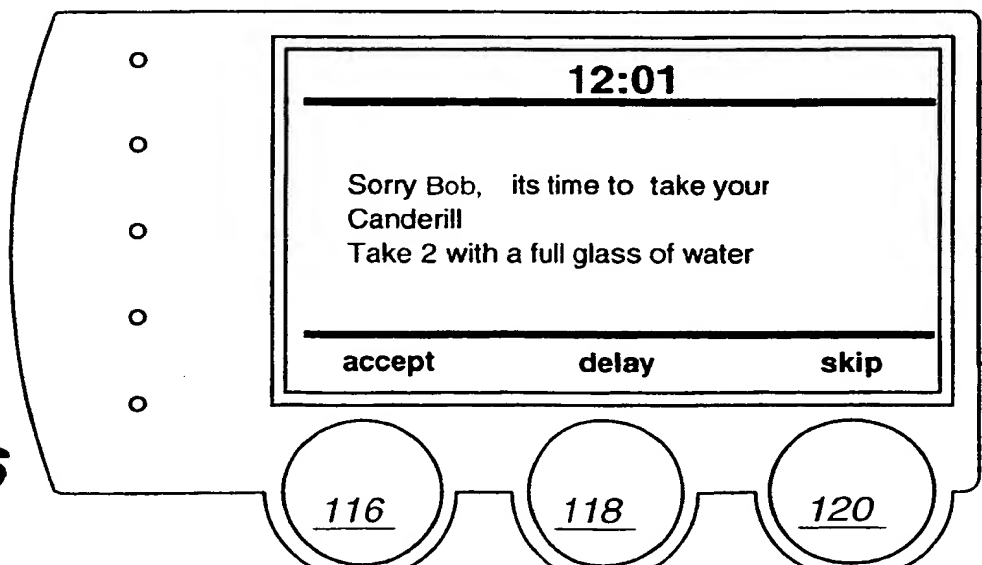 12:01
Sorry Bob, its time to take your
Canderill
Take 2 with a full glass of water
accept delay skip
116 118 120